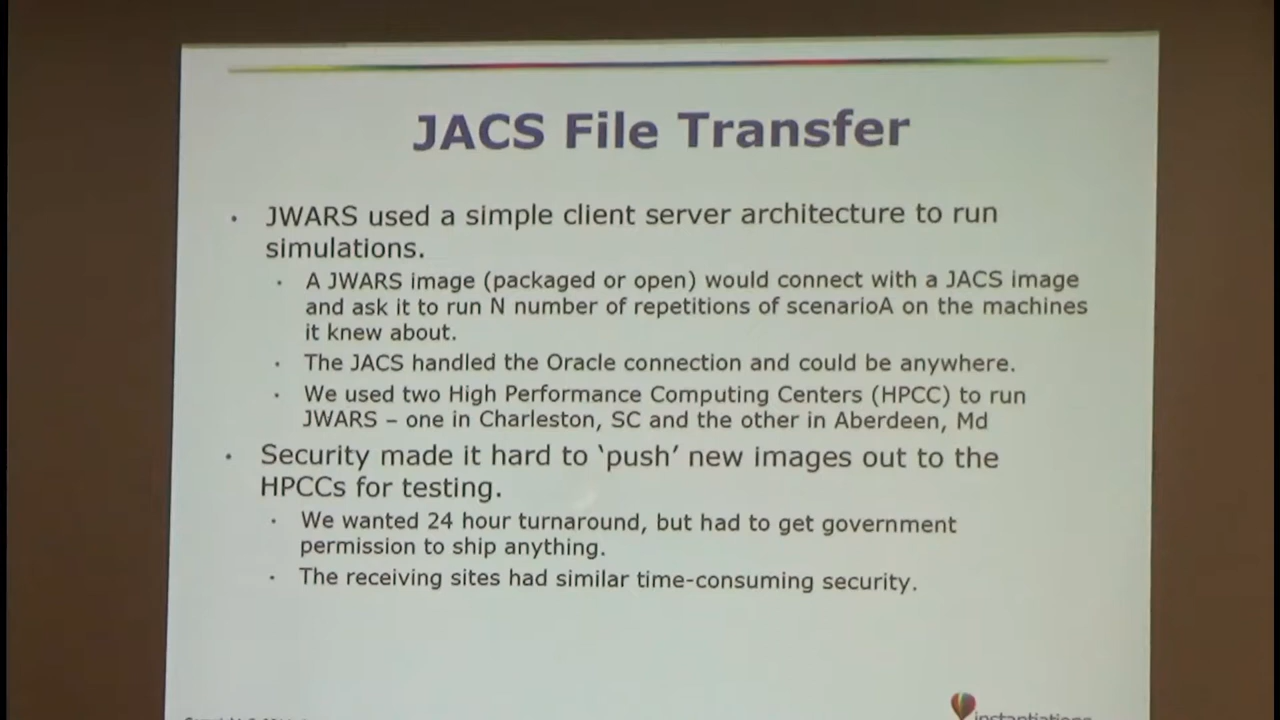 JACS File Transfer
• JWARS used a simple client server architecture to run
simulations.
• A JWARS image (packaged or open) would connect with a JACS image
and ask it to run N number of repetitions of scenarioA on the machines
it knew about.
• The JACS handled the Oracle connection and could be anywhere.
• We used two High Performance Computing Centers (HPCC) to run
JWARS – one in Charleston, SC and the other in Aberdeen, Md
• Security made it hard to ‘push’ new images out to the
HPCCs for testing.
• We wanted 24 hour turnaround, but had to get government
permission to ship anything.
• The receiving sites had similar time-consuming security.
instantiations